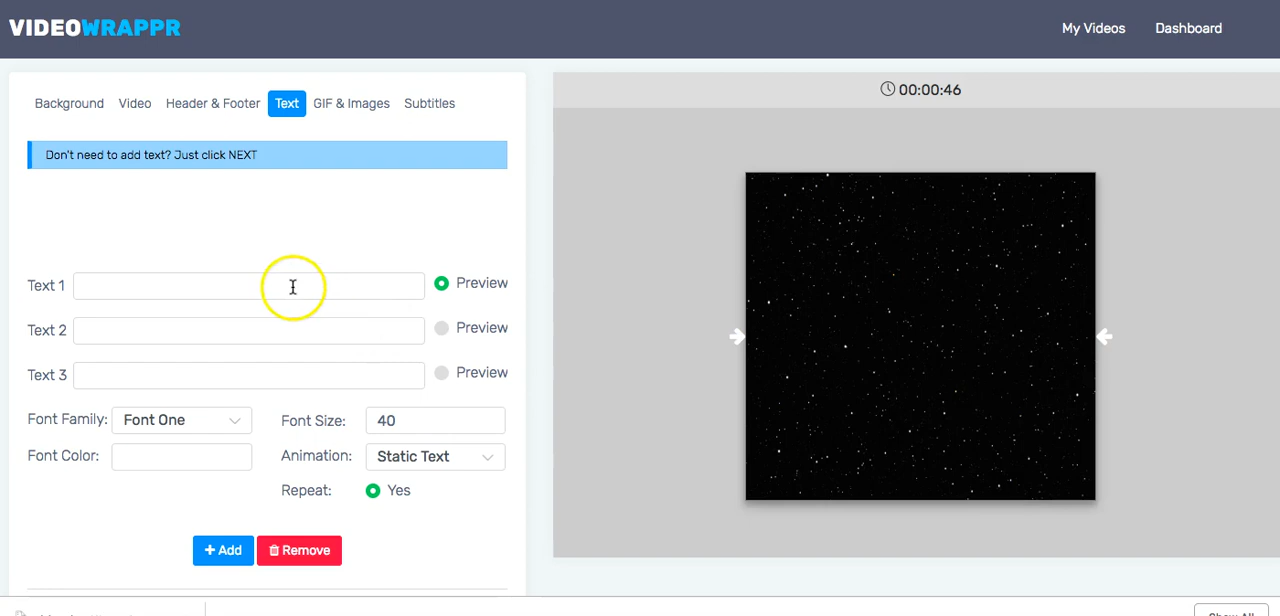 VIDEOWRAPPR
My Videos Dashboard
Background Video Header & Footer Text GIF & Images Subtitles
00:00:46
Don't need to add text? Just click NEXT
Text 1 Preview
Text 2 Preview
Text 3 Preview
Font Family: Font One Font Size: 40
Font Color: Animation: Static Text
Repeat: Yes
+ Add Remove
Show All